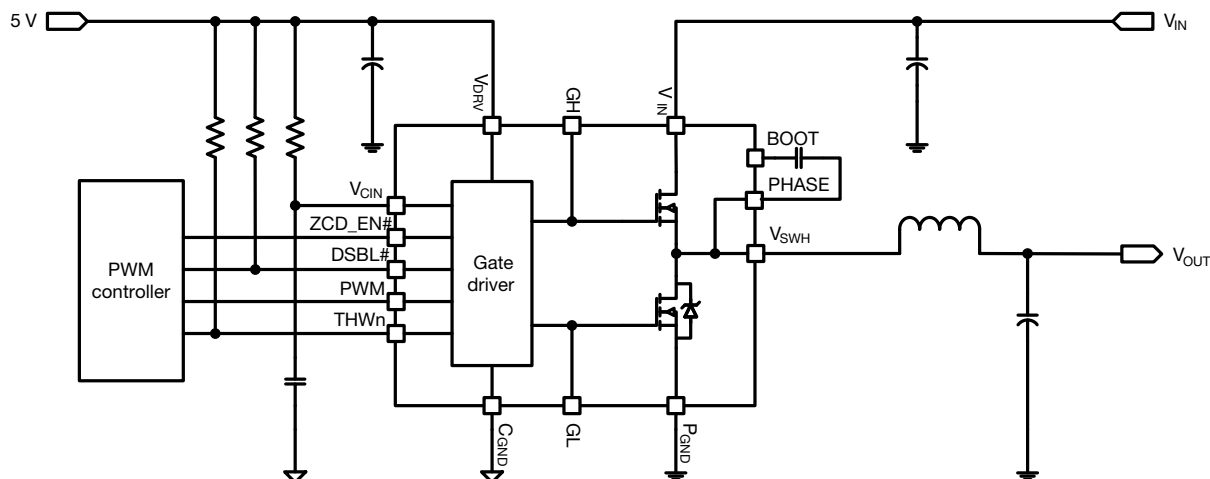 5 V
VIN
VDRV
GH
VIN
BOOT
PHASE
VCIN
ZCD_EN#
DSBL#
PWM
THWn
PWM
controller
Gate
driver
VSWH
VOUT
CGND
GL
PGND